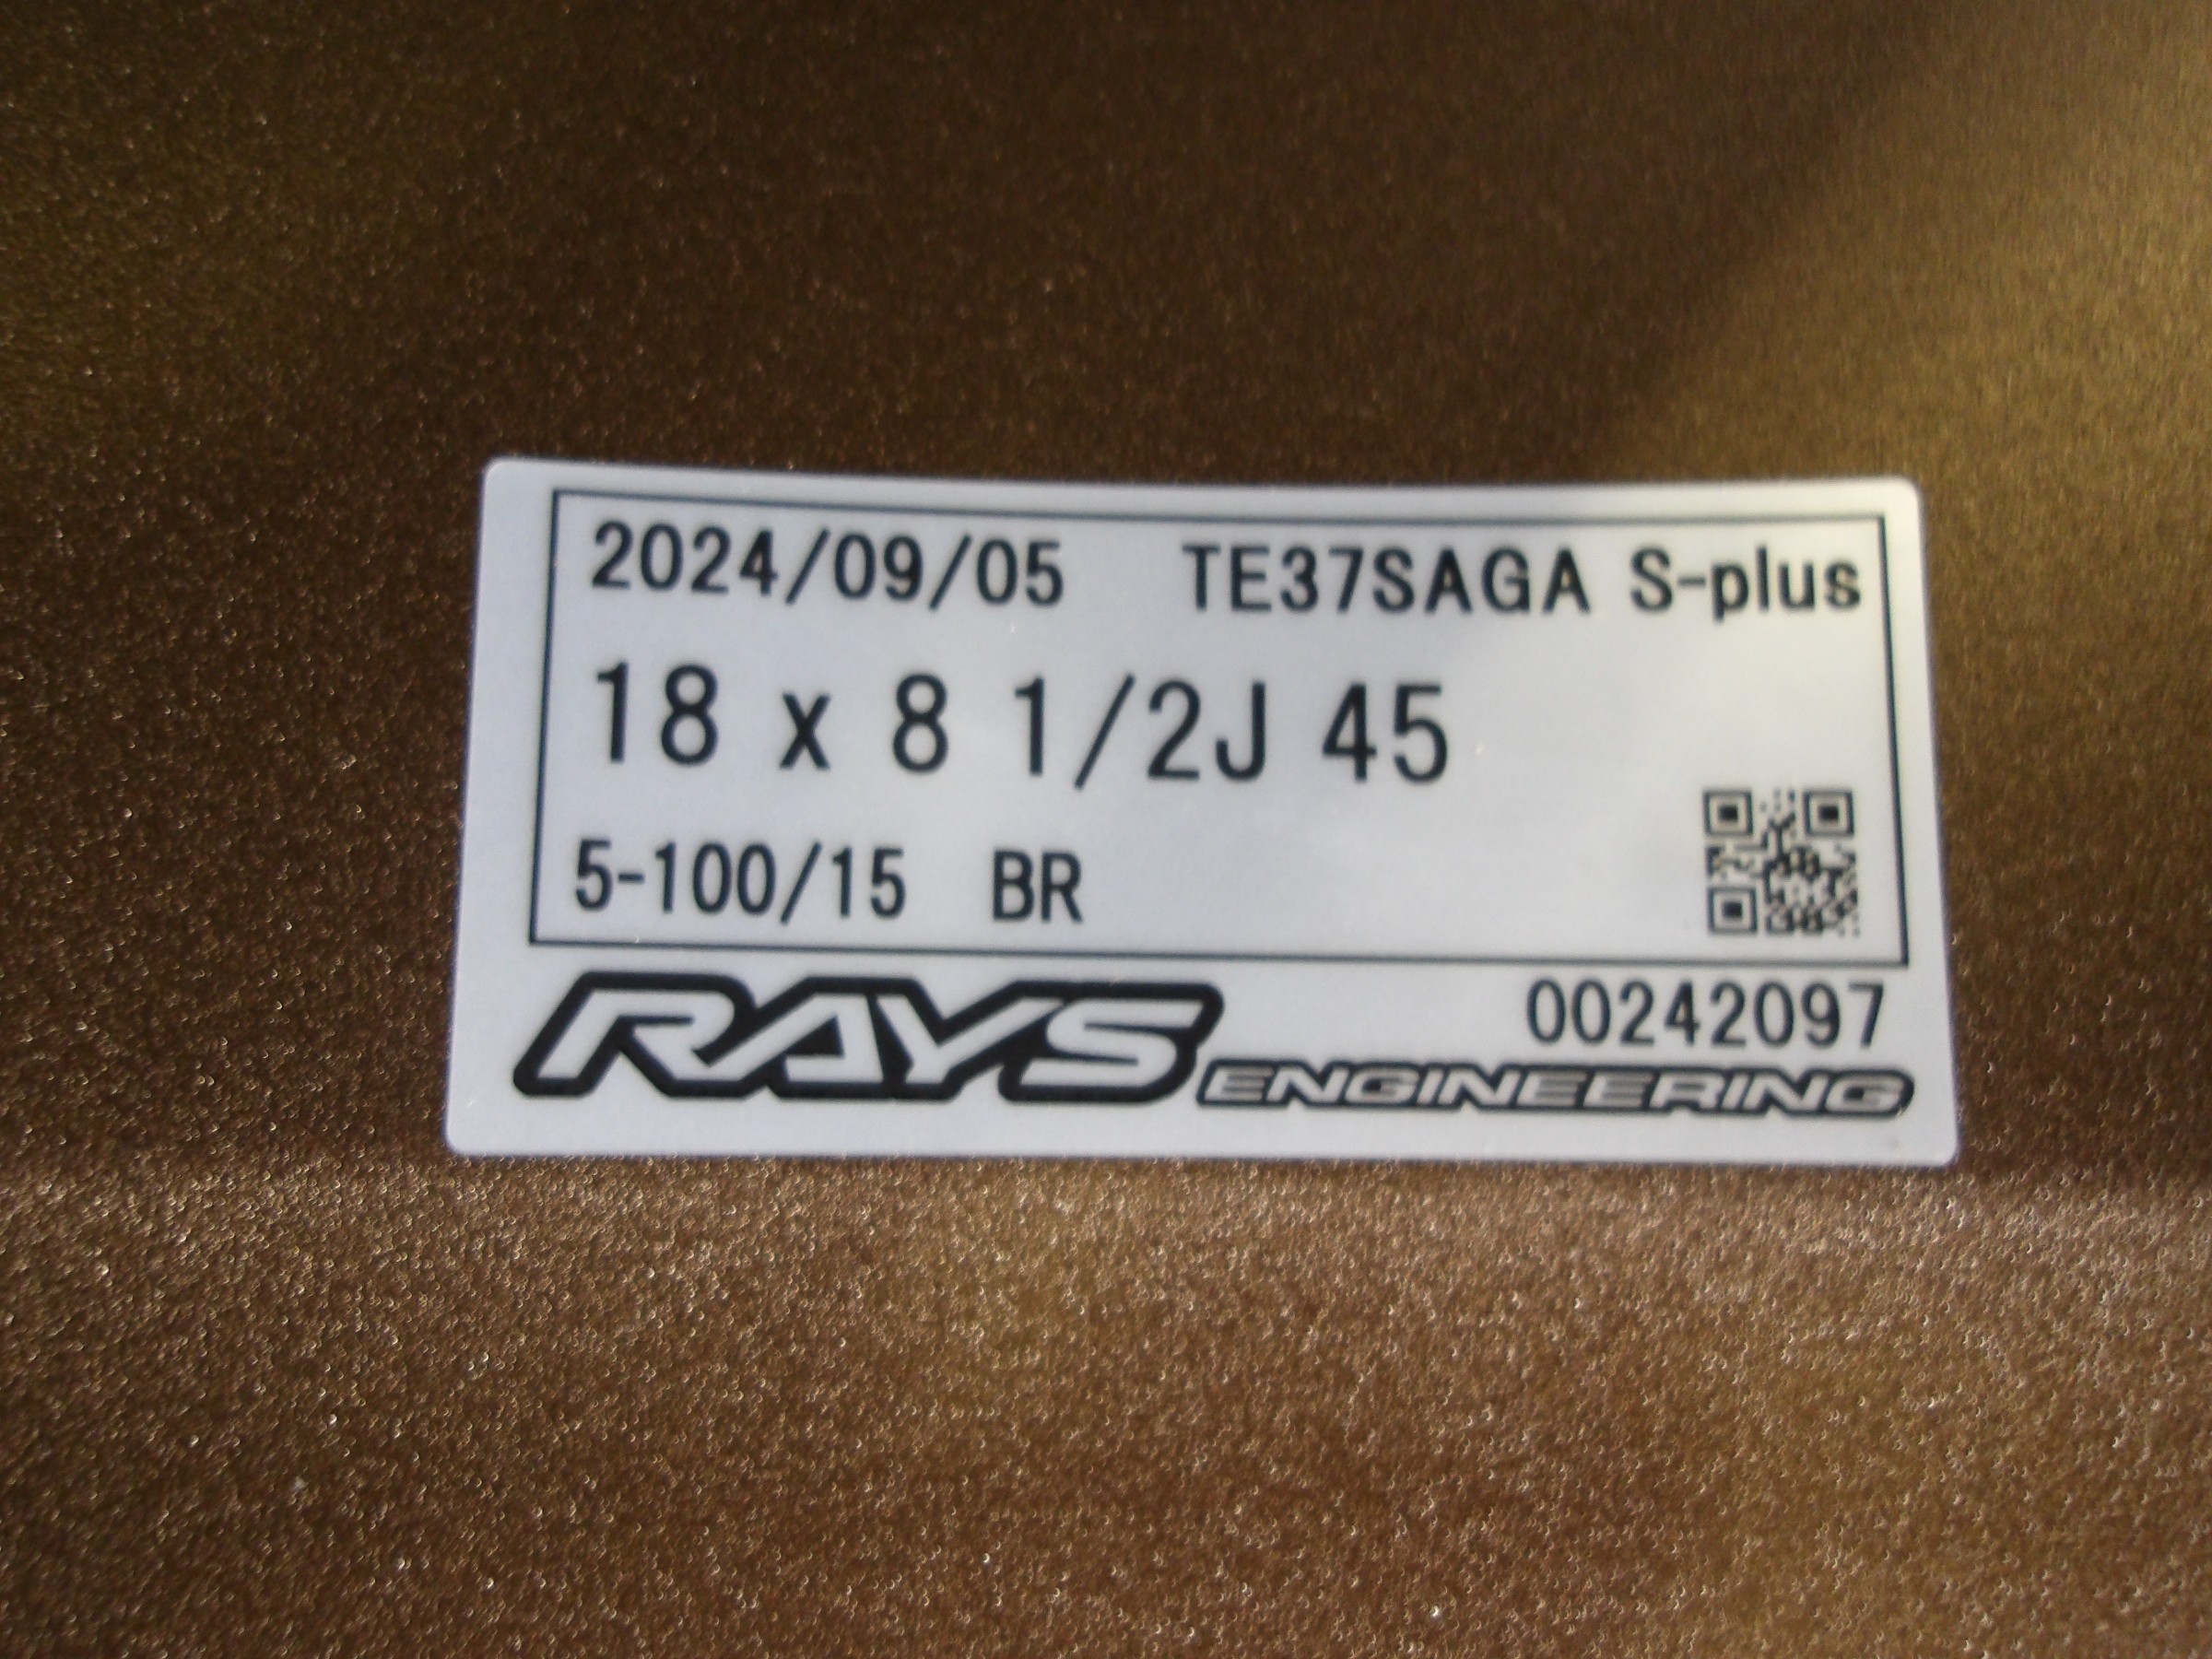 2024/09/05 TE37SAGA S-plus
18 x 8 1/2J 45
5-100/15 BR
00242097
RAYS ENGINEERING